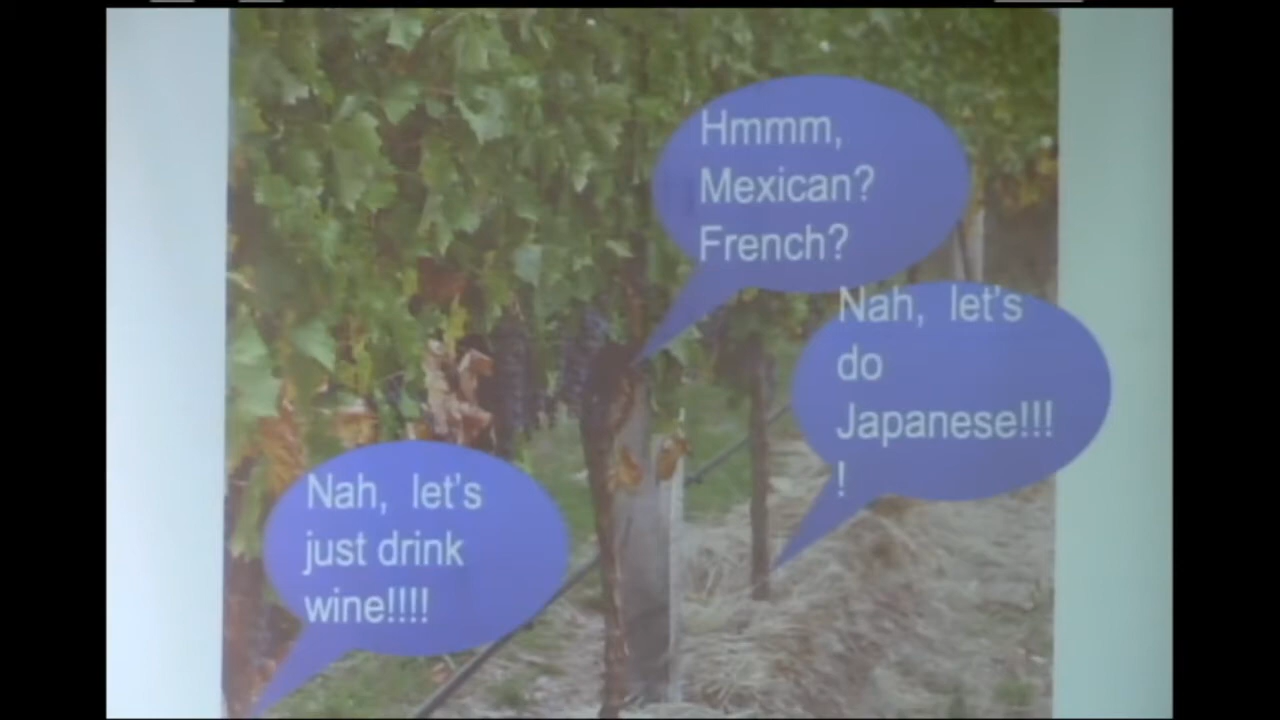 Hmmm,
Mexican?
French?
Nah, let's
do
Japanese!!!
!
Nah, let's
just drink
wine!!!!